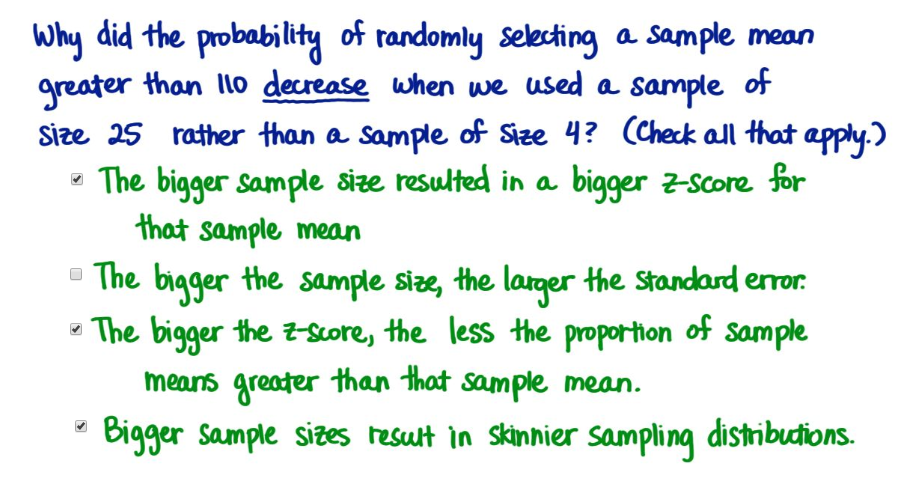 Why did the probability of randomly selecting a sample mean
greater than 110 decrease when we used a sample of
size 25 rather than a sample of size 4? (Check all that apply.)
The bigger sample size resulted in a bigger z-score for
that sample mean
The bigger the sample size, the larger the standard error.
The bigger the z-score, the less the proportion of sample
means greater than that sample mean.
Bigger sample sizes result in skinnier sampling distributions.